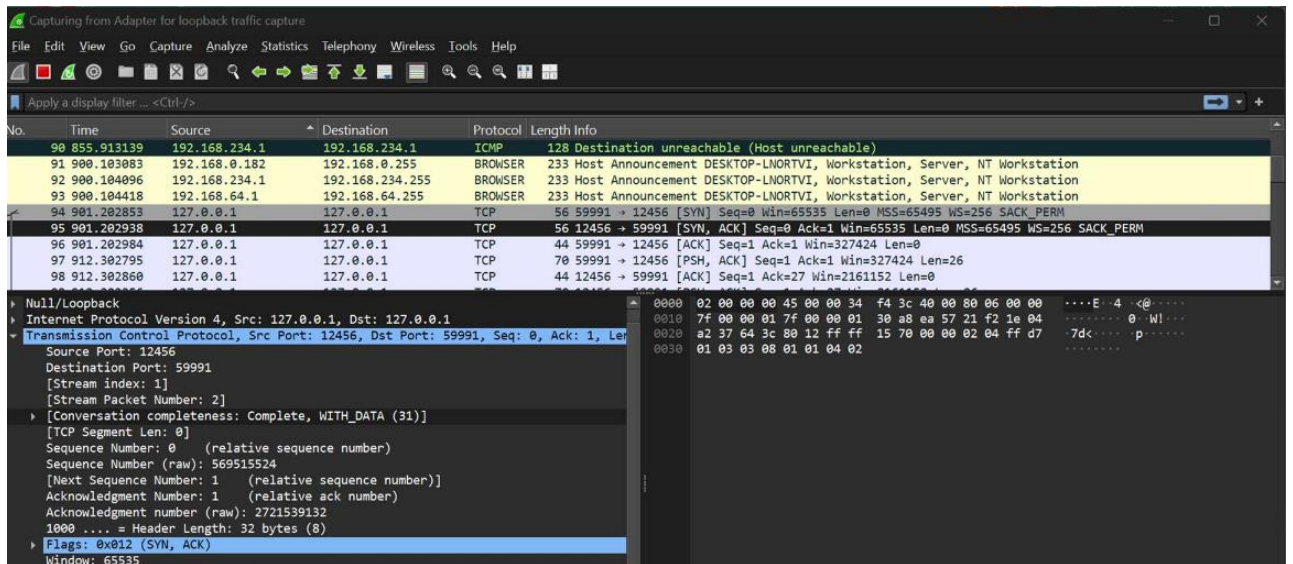 Capturing from Adapter for loopback traffic capture
File Edit View Go Capture Analyze Statistics Telephony Wireless Tools Help
Apply a display filter ... <Ctrl-/>
No. Time Source Destination Protocol Length Info
90 855.913139 192.168.234.1 192.168.234.1 ICMP 128 Destination unreachable (Host unreachable)
91 900.103083 192.168.0.182 192.168.0.255 BROWSER 233 Host Announcement DESKTOP-LNORTVI, Workstation, Server, NT Workstation
92 900.104096 192.168.234.1 192.168.234.255 BROWSER 233 Host Announcement DESKTOP-LNORTVI, Workstation, Server, NT Workstation
93 900.104418 192.168.64.1 192.168.64.255 BROWSER 233 Host Announcement DESKTOP-LNORTVI, Workstation, Server, NT Workstation
94 901.202853 127.0.0.1 127.0.0.1 TCP 56 59991 → 12456 [SYN] Seq=0 Win=65535 Len=0 MSS=65495 WS=256 SACK_PERM
95 901.202938 127.0.0.1 127.0.0.1 TCP 56 12456 → 59991 [SYN, ACK] Seq=0 Ack=1 Win=65535 Len=0 MSS=65495 WS=256 SACK_PERM
96 901.202984 127.0.0.1 127.0.0.1 TCP 44 59991 → 12456 [ACK] Seq=1 Ack=1 Win=327424 Len=0
97 912.302795 127.0.0.1 127.0.0.1 TCP 70 59991 → 12456 [PSH, ACK] Seq=1 Ack=1 Win=327424 Len=26
98 912.302860 127.0.0.1 127.0.0.1 TCP 44 12456 → 59991 [ACK] Seq=1 Ack=27 Win=2161152 Len=0
Null/Loopback
Internet Protocol Version 4, Src: 127.0.0.1, Dst: 127.0.0.1
Transmission Control Protocol, Src Port: 12456, Dst Port: 59991, Seq: 0, Ack: 1, Ler
Source Port: 12456
Destination Port: 59991
[Stream index: 1]
[Stream Packet Number: 2]
[Conversation completeness: Complete, WITH_DATA (31)]
[TCP Segment Len: 0]
Sequence Number: 0 (relative sequence number)
Sequence Number (raw): 569515524
[Next Sequence Number: 1 (relative sequence number)]
Acknowledgment Number: 1 (relative ack number)
Acknowledgment number (raw): 2721539132
1000 .... = Header Length: 32 bytes (8)
Flags: 0x012 (SYN, ACK)
Window: 65535
0000 02 00 00 00 45 00 00 34 f4 3c 40 00 80 06 00 00 ····E··4 ·<@·····
0010 7f 00 00 01 7f 00 00 01 30 a8 ea 57 21 f2 1e 04 ········ 0··W!···
0020 a2 37 64 3c 80 12 ff ff 15 70 00 00 02 04 ff d7 ·7d<···· ·p······
0030 01 03 03 08 01 01 04 02 ········